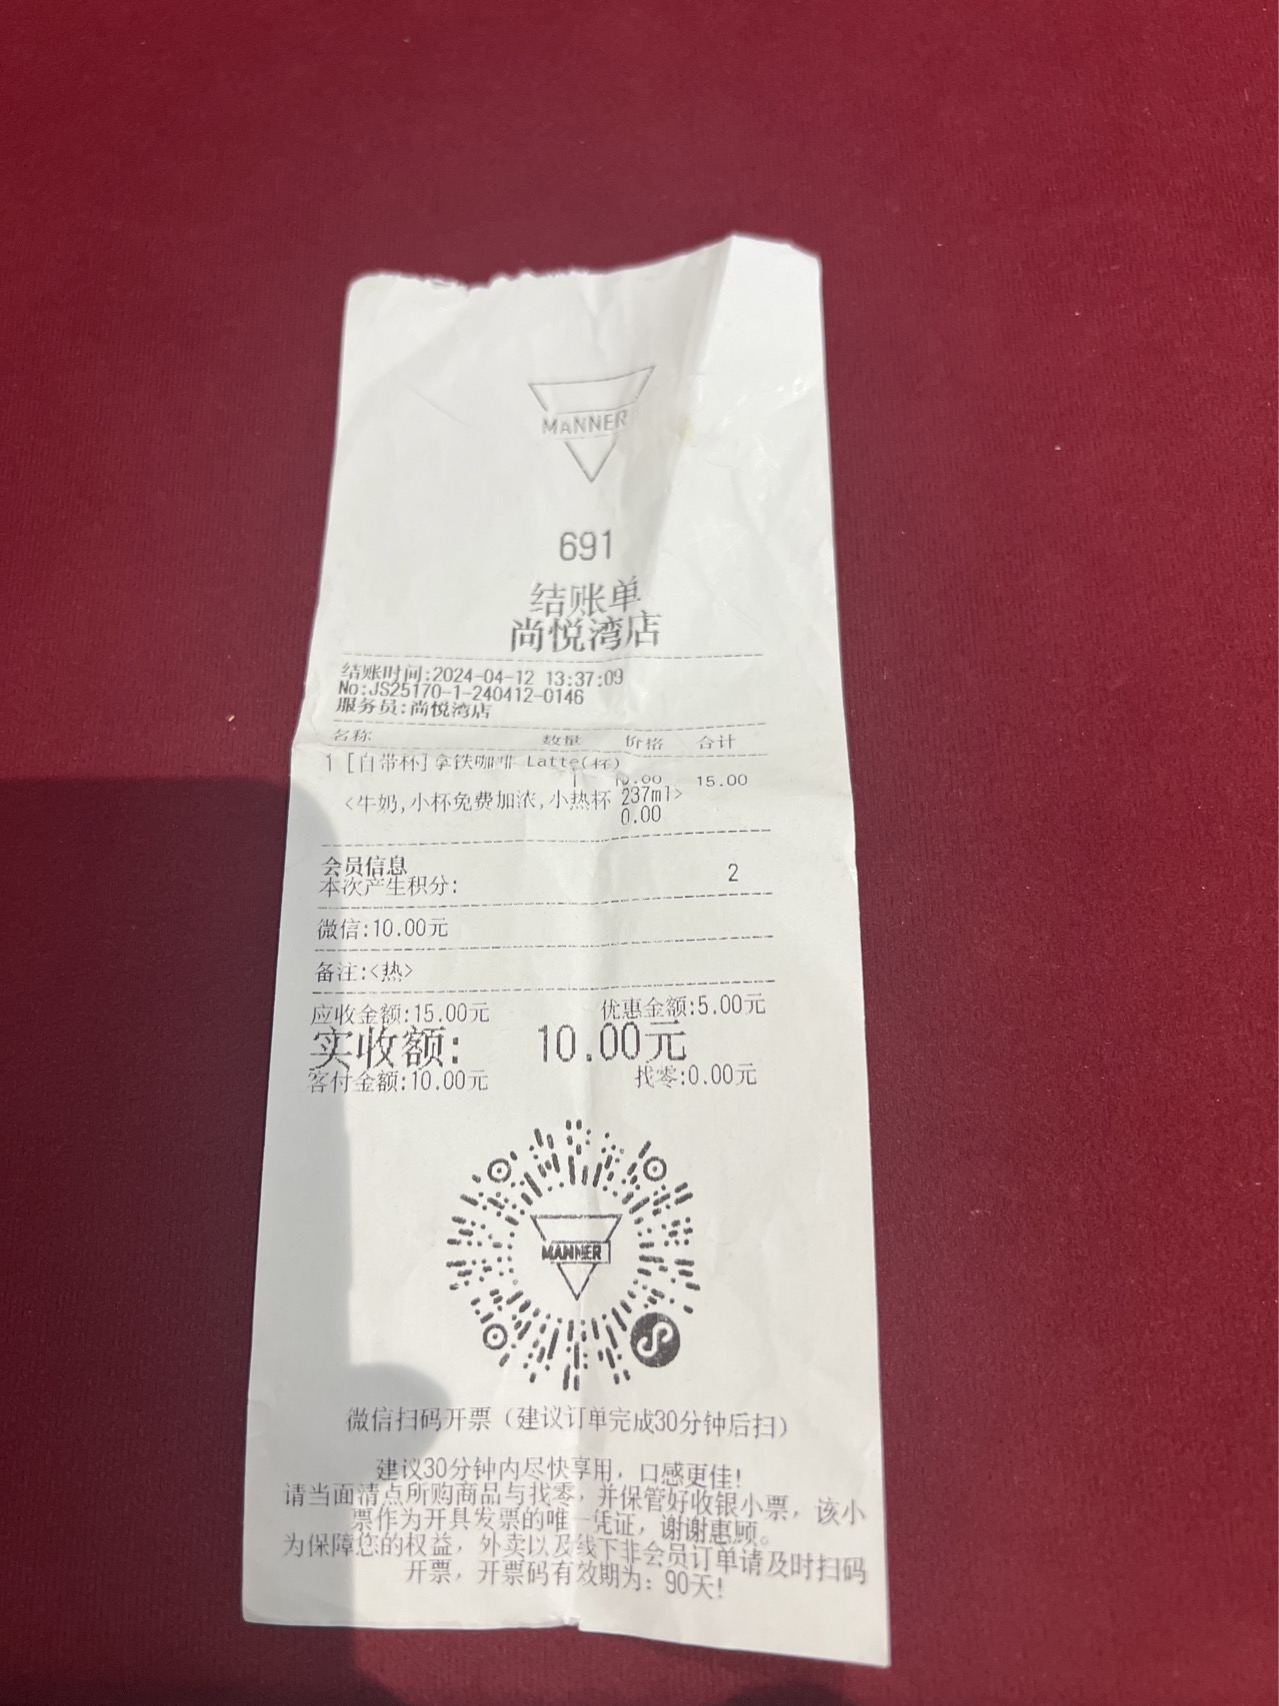 MANNER
691
结账单
尚悦湾店
结账时间:2024-04-12 13:37:09
No:JS25170-1-240412-0146
服务员:尚悦湾店
名称 数量 价格 合计
1 [自带杯]拿铁咖啡 Latte(杯)
1 15.00
<牛奶,小杯免费加浓,小热杯 237ml>
0.00
会员信息
本次产生积分: 2
微信:10.00元
备注:<热>
应收金额:15.00元 优惠金额:5.00元
实收额: 10.00元
客付金额:10.00元 找零:0.00元
MANNER
微信扫码开票（建议订单完成30分钟后扫）
建议30分钟内尽快享用，口感更佳！
请当面清点所购商品与找零，并保管好收银小票，该小
票作为开具发票的唯一凭证，谢谢惠顾。
为保障您的权益，外卖以及线下非会员订单请及时扫码
开票，开票码有效期为：90天！